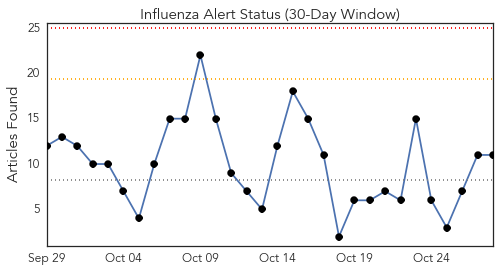 Influenza Alert Status (30-Day Window)
25
20
15
10
5
Articles Found
Sep 29 Oct 04 Oct 09 Oct 14 Oct 19 Oct 24